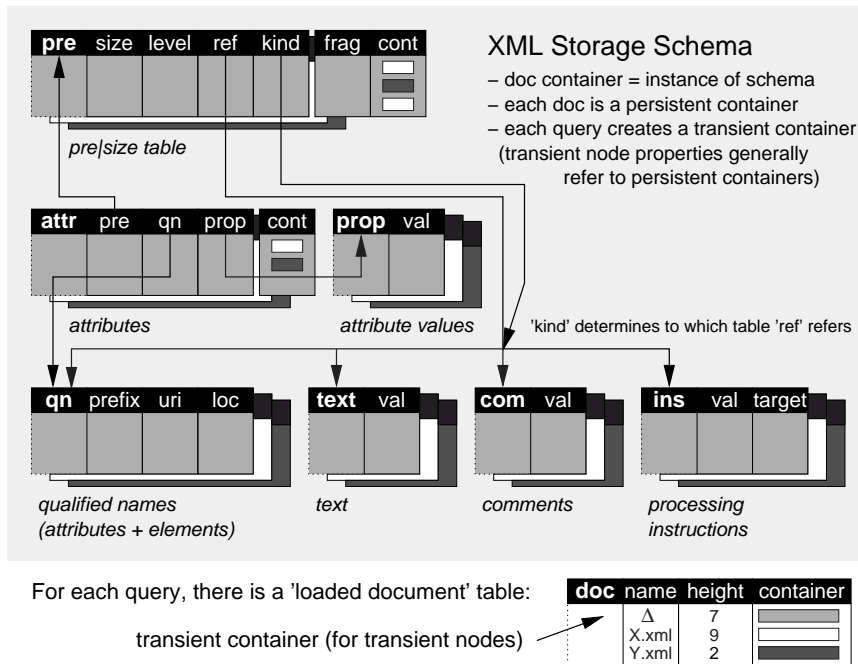 pre size level ref kind frag cont
XML Storage Schema
– doc container = instance of schema
– each doc is a persistent container
– each query creates a transient container
(transient node properties generally
refer to persistent containers)
pre|size table
attr pre qn prop cont
prop val
attributes
attribute values
'kind' determines to which table 'ref' refers
qn prefix uri loc
text val
com val
ins val target
qualified names
(attributes + elements)
text
comments
processing
instructions
For each query, there is a 'loaded document' table:
transient container (for transient nodes)
doc name height container
Δ 7
X.xml 9
Y.xml 2